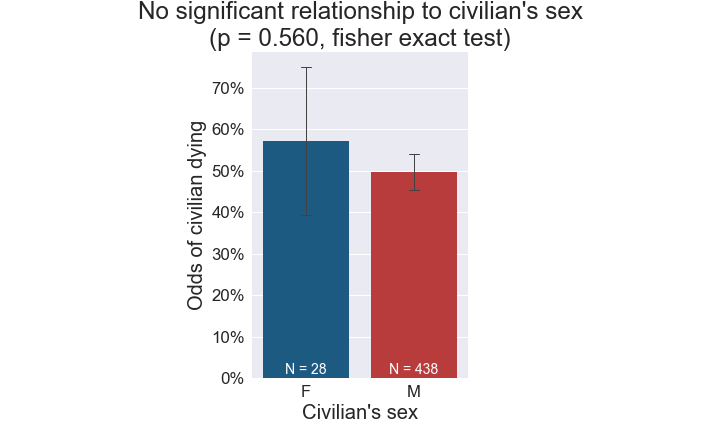 No significant relationship to civilian's sex
(p = 0.560, fisher exact test)
Odds of civilian dying
70%
60%
50%
40%
30%
20%
10%
0%
N = 28
N = 438
F
M
Civilian's sex